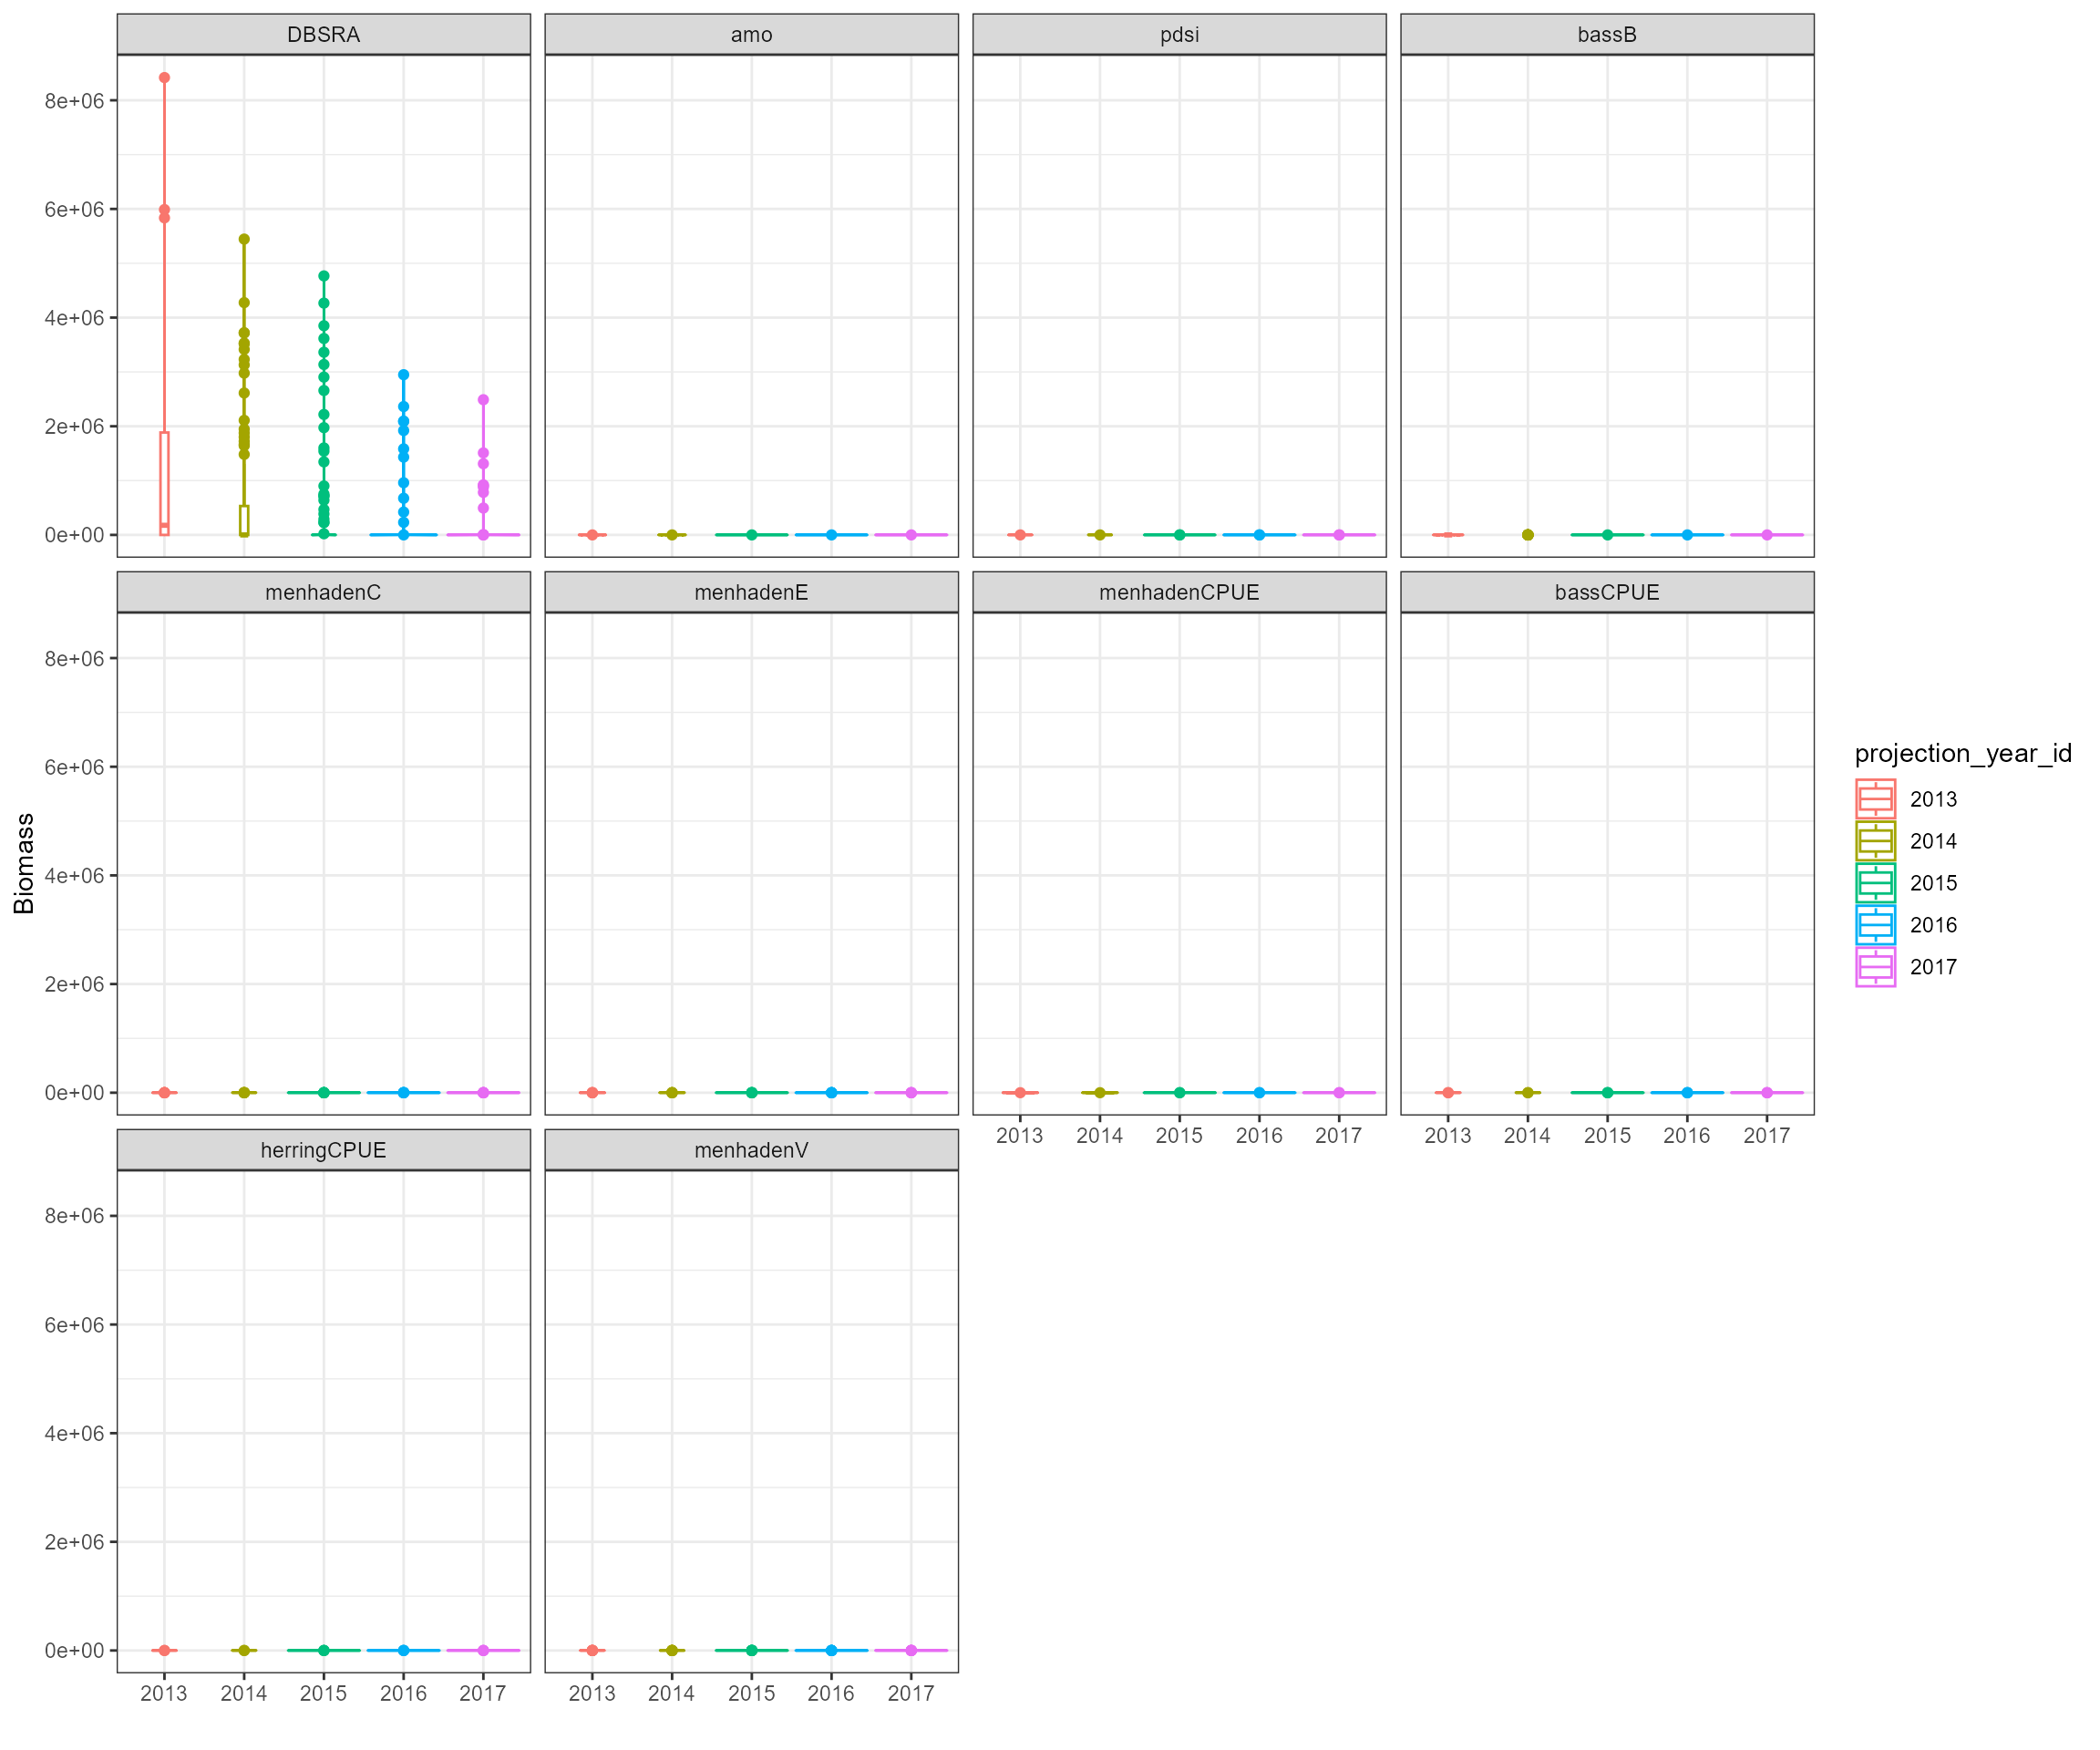 DBSRA amo pdsi bassB
8e+06
6e+06
4e+06
2e+06
0e+00
menhadenC menhadenE menhadenCPUE bassCPUE
8e+06
6e+06
4e+06
2e+06
0e+00
2013 2014 2015 2016 2017 2013 2014 2015 2016 2017
herringCPUE menhadenV
8e+06
6e+06
4e+06
2e+06
0e+00
2013 2014 2015 2016 2017 2013 2014 2015 2016 2017
Biomass
projection_year_id
2013
2014
2015
2016
2017